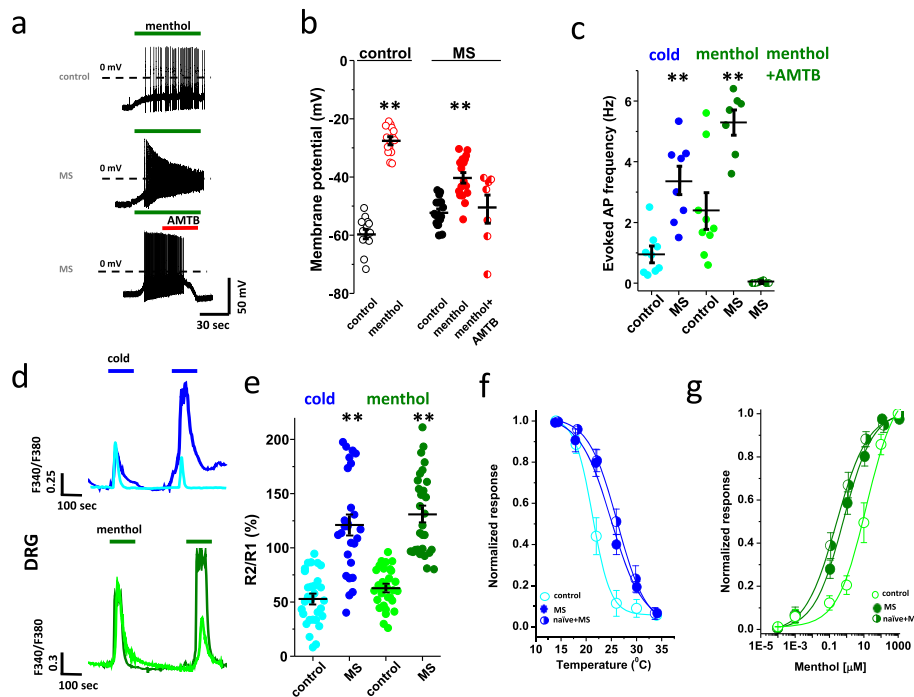 a
menthol
0 mV
control
0 mV
MS
AMTB
0 mV
MS
50 mV
30 sec
b
control
MS
0
-20
-40
-60
-80
Membrane potential (mV)
**
**
control
menthol
control
menthol
menthol+
AMTB
c
cold
menthol
menthol
+AMTB
**
**
6
4
2
0
Evoked AP frequency (Hz)
control
MS
control
MS
MS
d
cold
F340/F380
0.25
100 sec
menthol
DRG
F340/F380
0.3
100 sec
e
cold
menthol
**
**
200
150
100
50
0
R2/R1 (%)
control
MS
control
MS
f
1.0
0.8
0.6
0.4
0.2
0.0
Normalized response
control
MS
naïve+MS
10
15
20
25
30
35
Temperature (⁰C)
g
1.0
0.8
0.6
0.4
0.2
0.0
Normalized response
control
MS
naïve+M
1E-5
1E-3
0.1
10
1000
Menthol [µM]